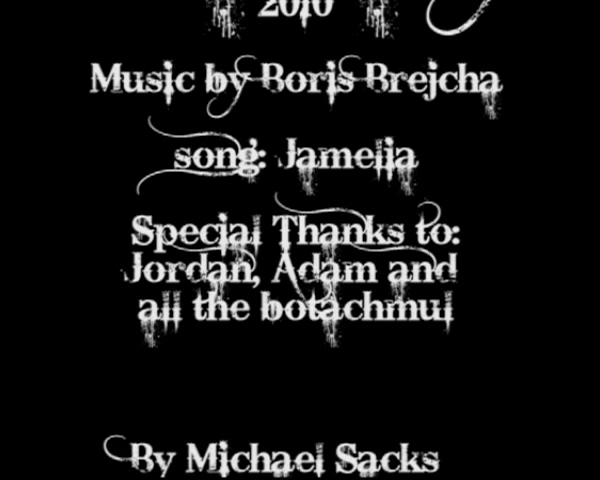 2010
Music by Boris Brejcha
song: Jamelia
Special Thanks to:
Jordan, Adam and
all the botachmul
By Michael Sacks